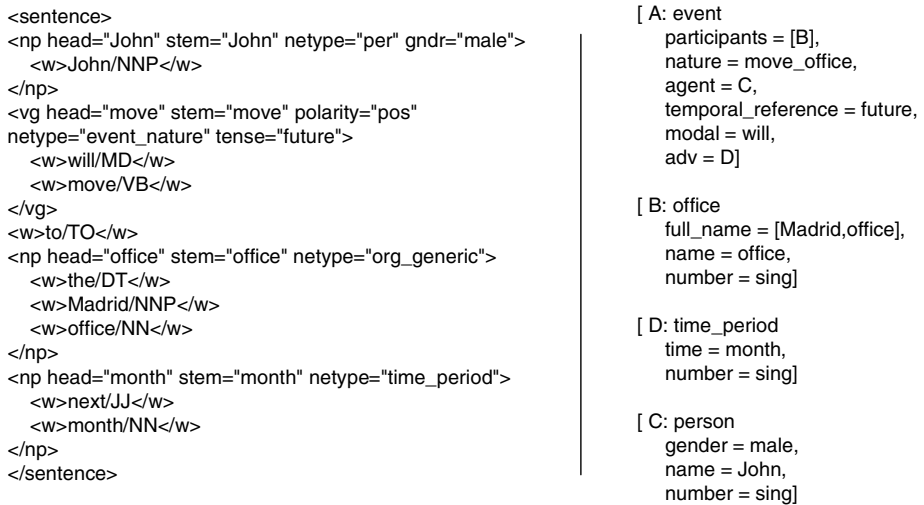 <sentence>
<np head="John" stem="John" netype="per" gndr="male">
<w>John/NNP</w>
</np>
<vg head="move" stem="move" polarity="pos"
netype="event_nature" tense="future">
<w>will/MD</w>
<w>move/VB</w>
</vg>
<w>to/TO</w>
<np head="office" stem="office" netype="org_generic">
<w>the/DT</w>
<w>Madrid/NNP</w>
<w>office/NN</w>
</np>
<np head="month" stem="month" netype="time_period">
<w>next/JJ</w>
<w>month/NN</w>
</np>
</sentence>
[ A: event
participants = [B],
nature = move_office,
agent = C,
temporal_reference = future,
modal = will,
adv = D]
[ B: office
full_name = [Madrid,office],
name = office,
number = sing]
[ D: time_period
time = month,
number = sing]
[ C: person
gender = male,
name = John,
number = sing]